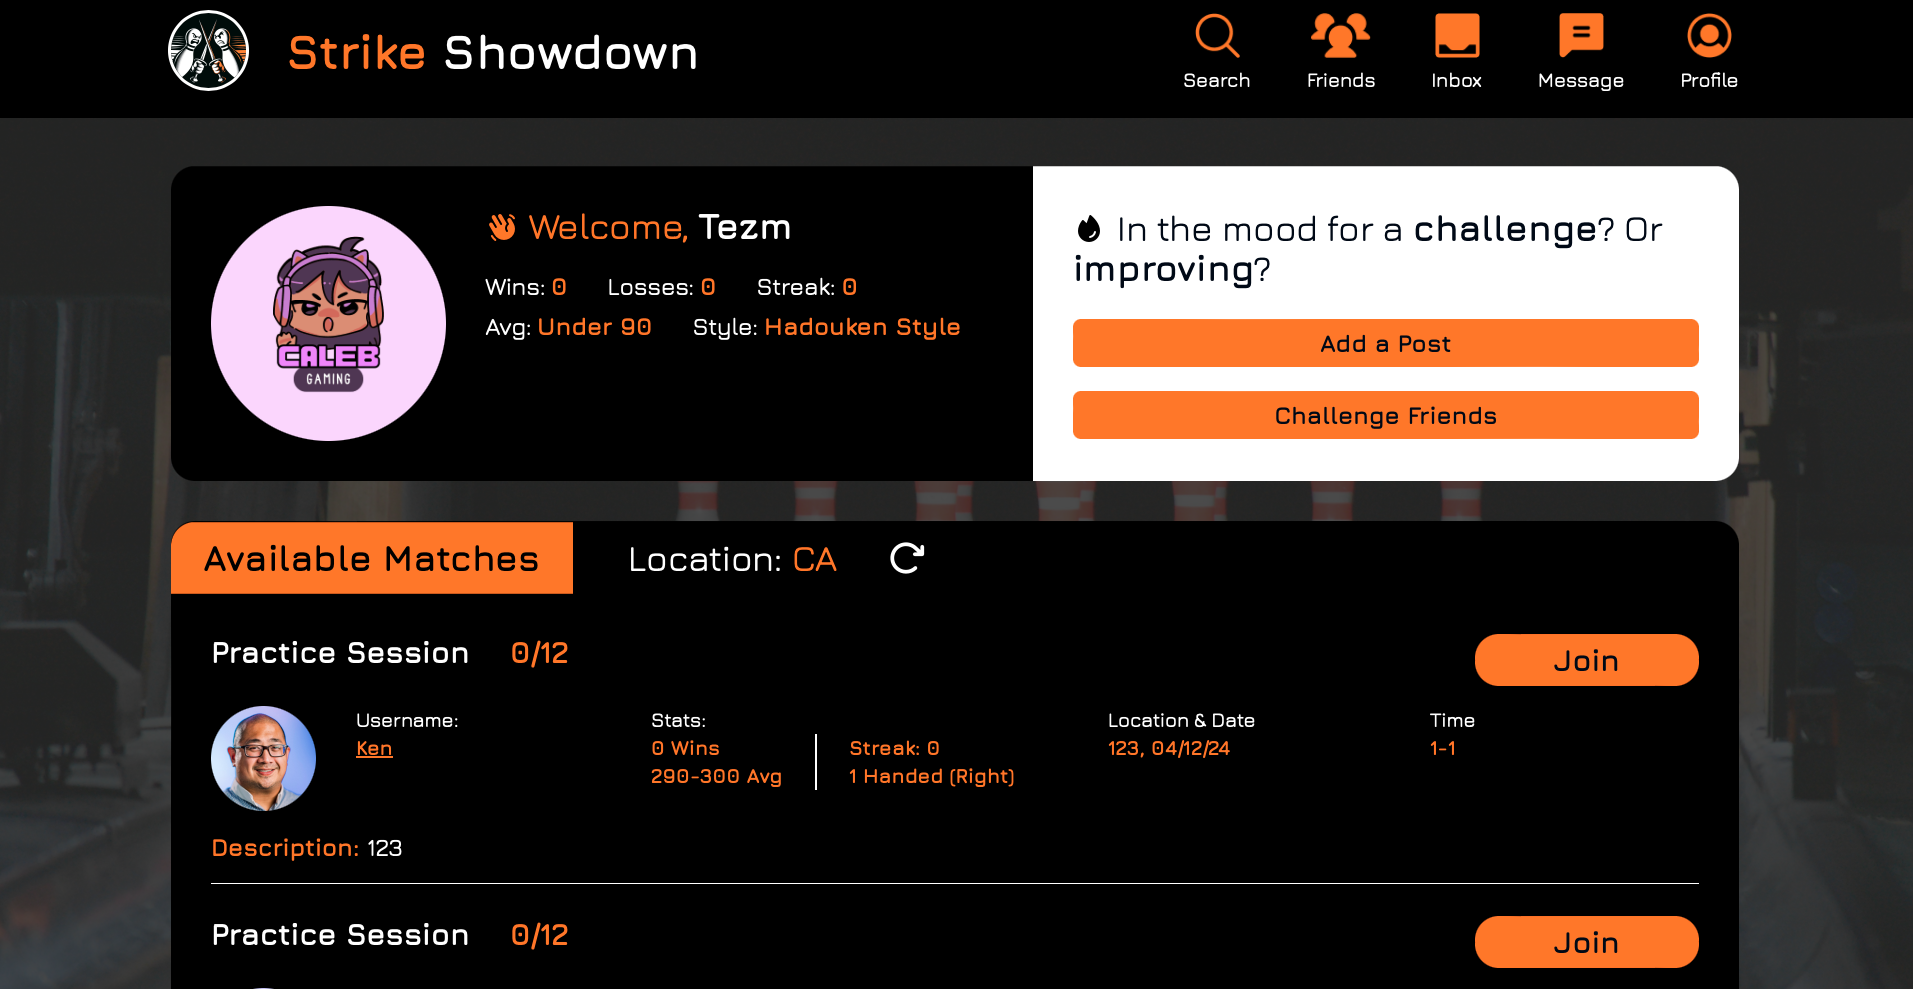 Strike Showdown
Search Friends Inbox Message Profile
Welcome, Tezm
Wins: 0 Losses: 0 Streak: 0
Avg: Under 90 Style: Hadouken Style
CALEB
GAMING
In the mood for a challenge? Or
improving?
Add a Post
Challenge Friends
Available Matches Location: CA
Practice Session 0/12 Join
Username: Stats: Location & Date Time
Ken 0 Wins Streak: 0 123, 04/12/24 1-1
290-300 Avg 1 Handed (Right)
Description: 123
Practice Session 0/12 Join